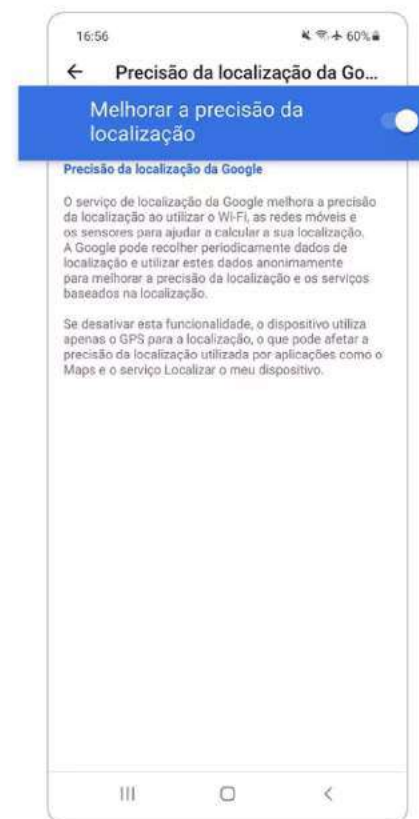 16:56 60%
Precisão da localização da Go...
Melhorar a precisão da
localização
Precisão da localização da Google
O serviço de localização da Google melhora a precisão
da localização ao utilizar o Wi-Fi, as redes móveis e
os sensores para ajudar a calcular a sua localização.
A Google pode recolher periodicamente dados de
localização e utilizar estes dados anonimamente
para melhorar a precisão da localização e os serviços
baseados na localização.
Se desativar esta funcionalidade, o dispositivo utiliza
apenas o GPS para a localização, o que pode afetar a
precisão da localização utilizada por aplicações como o
Maps e o serviço Localizar o meu dispositivo.